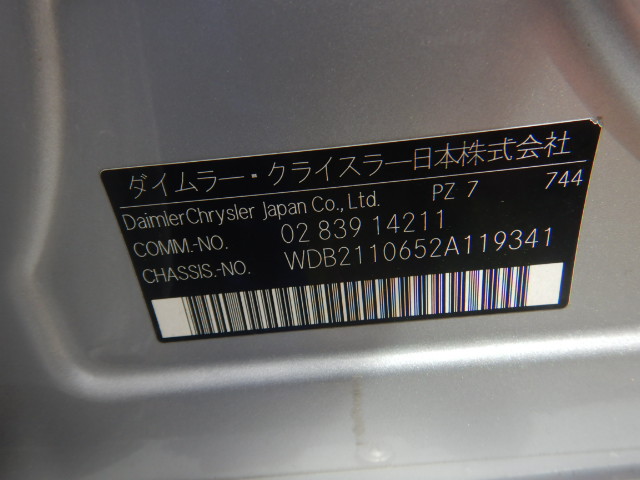 ダイムラー・クライスラー日本株式会社
DaimlerChrysler Japan Co., Ltd. PZ 7 744
COMM.-NO. 02 839 14211
CHASSIS.-NO. WDB2110652A119341